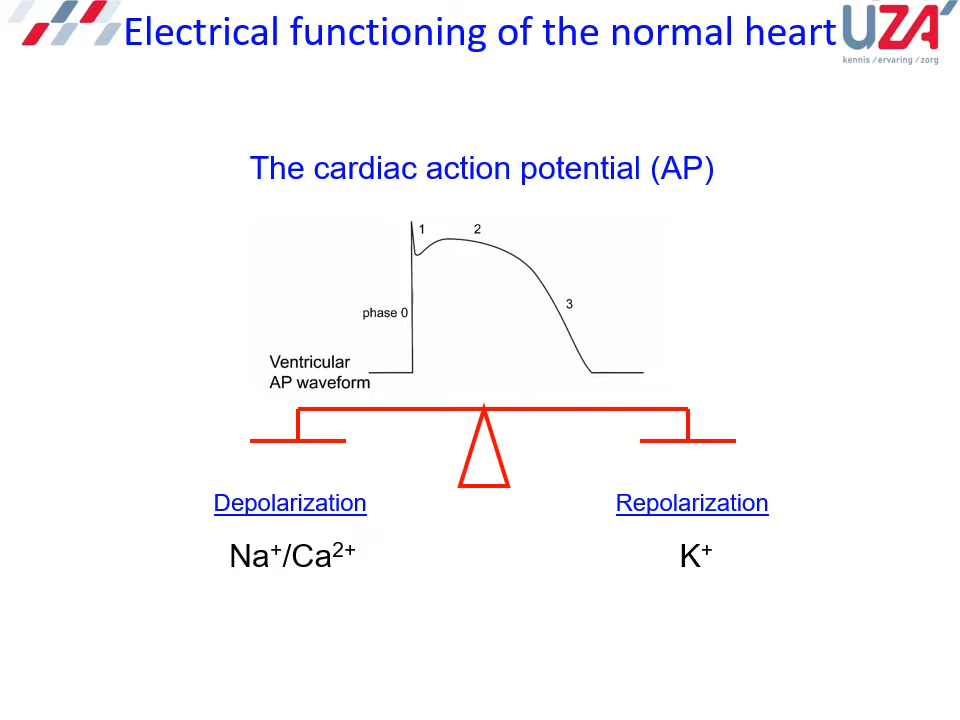 Electrical functioning of the normal heart
UZA'
kennis / ervaring / zorg
The cardiac action potential (AP)
1
2
3
phase 0
Ventricular
AP waveform
Depolarization
Repolarization
Na⁺/Ca²⁺
K⁺